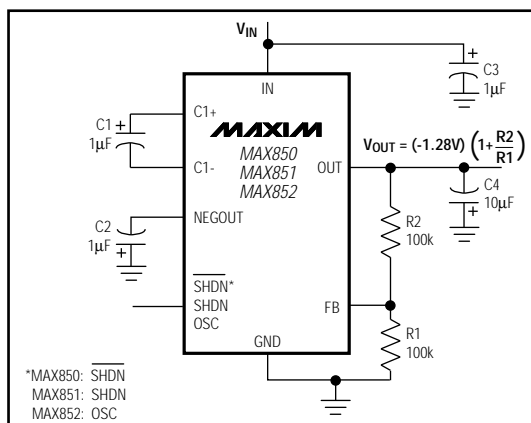 VIN
+
C3
1µF
IN
C1+
C1
+
1µF
MAXIM
VOUT = (-1.28V) (1+R2/R1)
C1-
MAX850
MAX851
MAX852
OUT
C4
10µF
+
NEGOUT
C2
1µF
+
R2
100k
SHDN*
SHDN
OSC
FB
R1
100k
GND
*MAX850: SHDN
MAX851: SHDN
MAX852: OSC